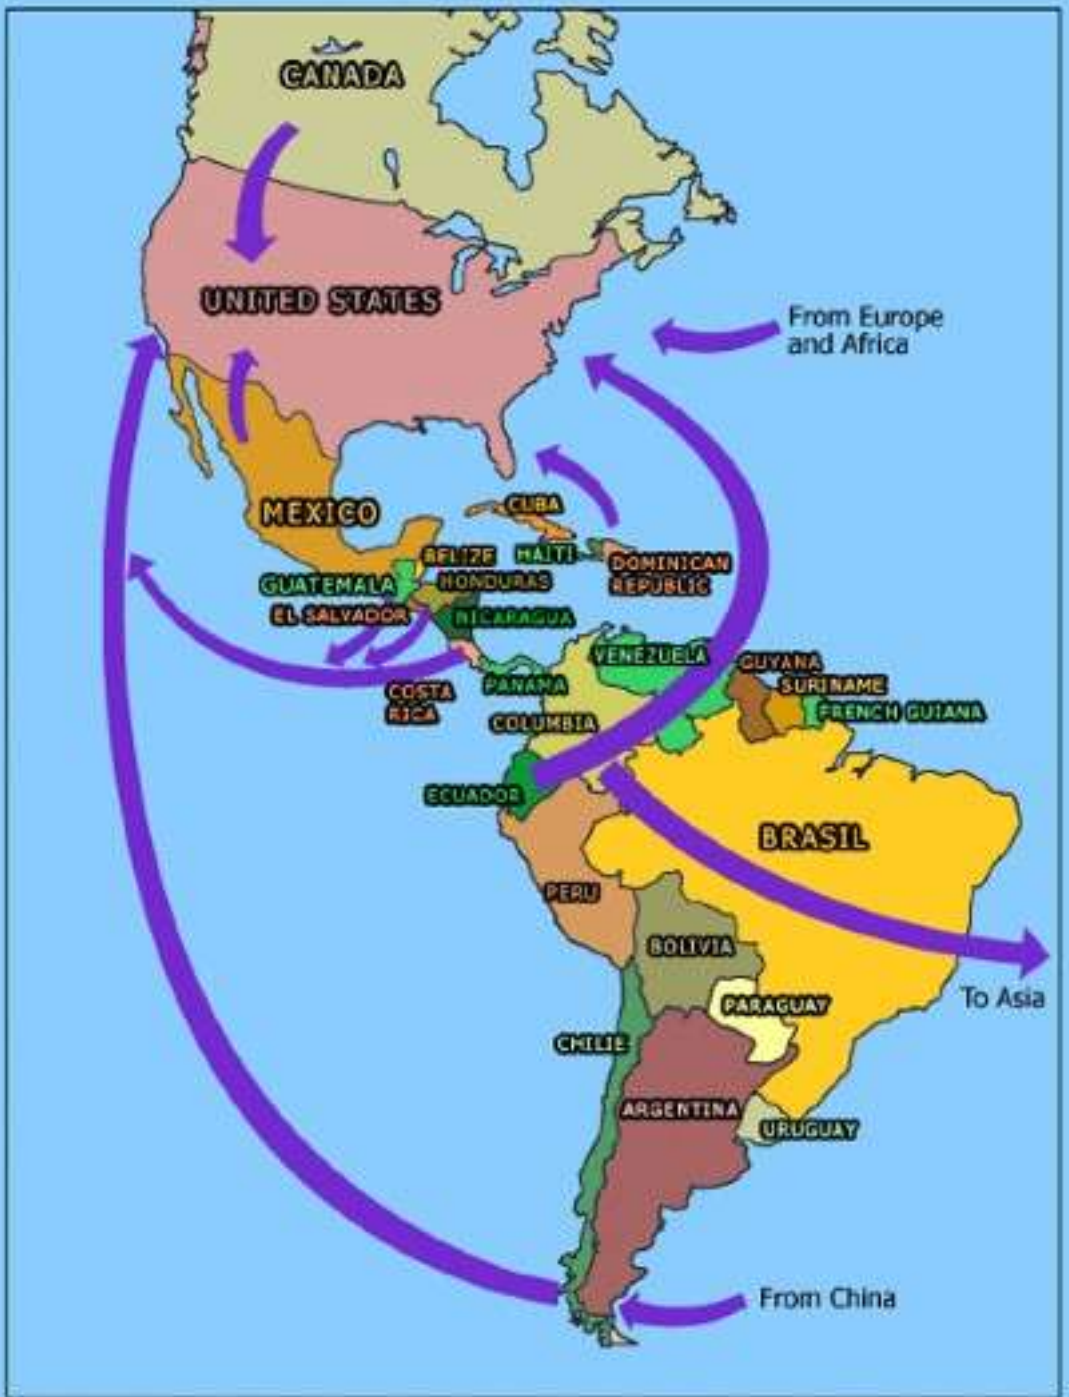 CANADA
UNITED STATES
From Europe
and Africa
MEXICO
CUBA
BELIZE
HAITI
DOMINICAN
REPUBLIC
GUATEMALA
HONDURAS
EL SALVADOR
NICARAGUA
VENEZUELA
GUYANA
COSTA
RICA
PANAMA
SURINAME
FRENCH GUIANA
COLUMBIA
ECUADOR
BRASIL
PERU
BOLIVIA
To Asia
PARAGUAY
CHILIE
ARGENTINA
URUGUAY
From China